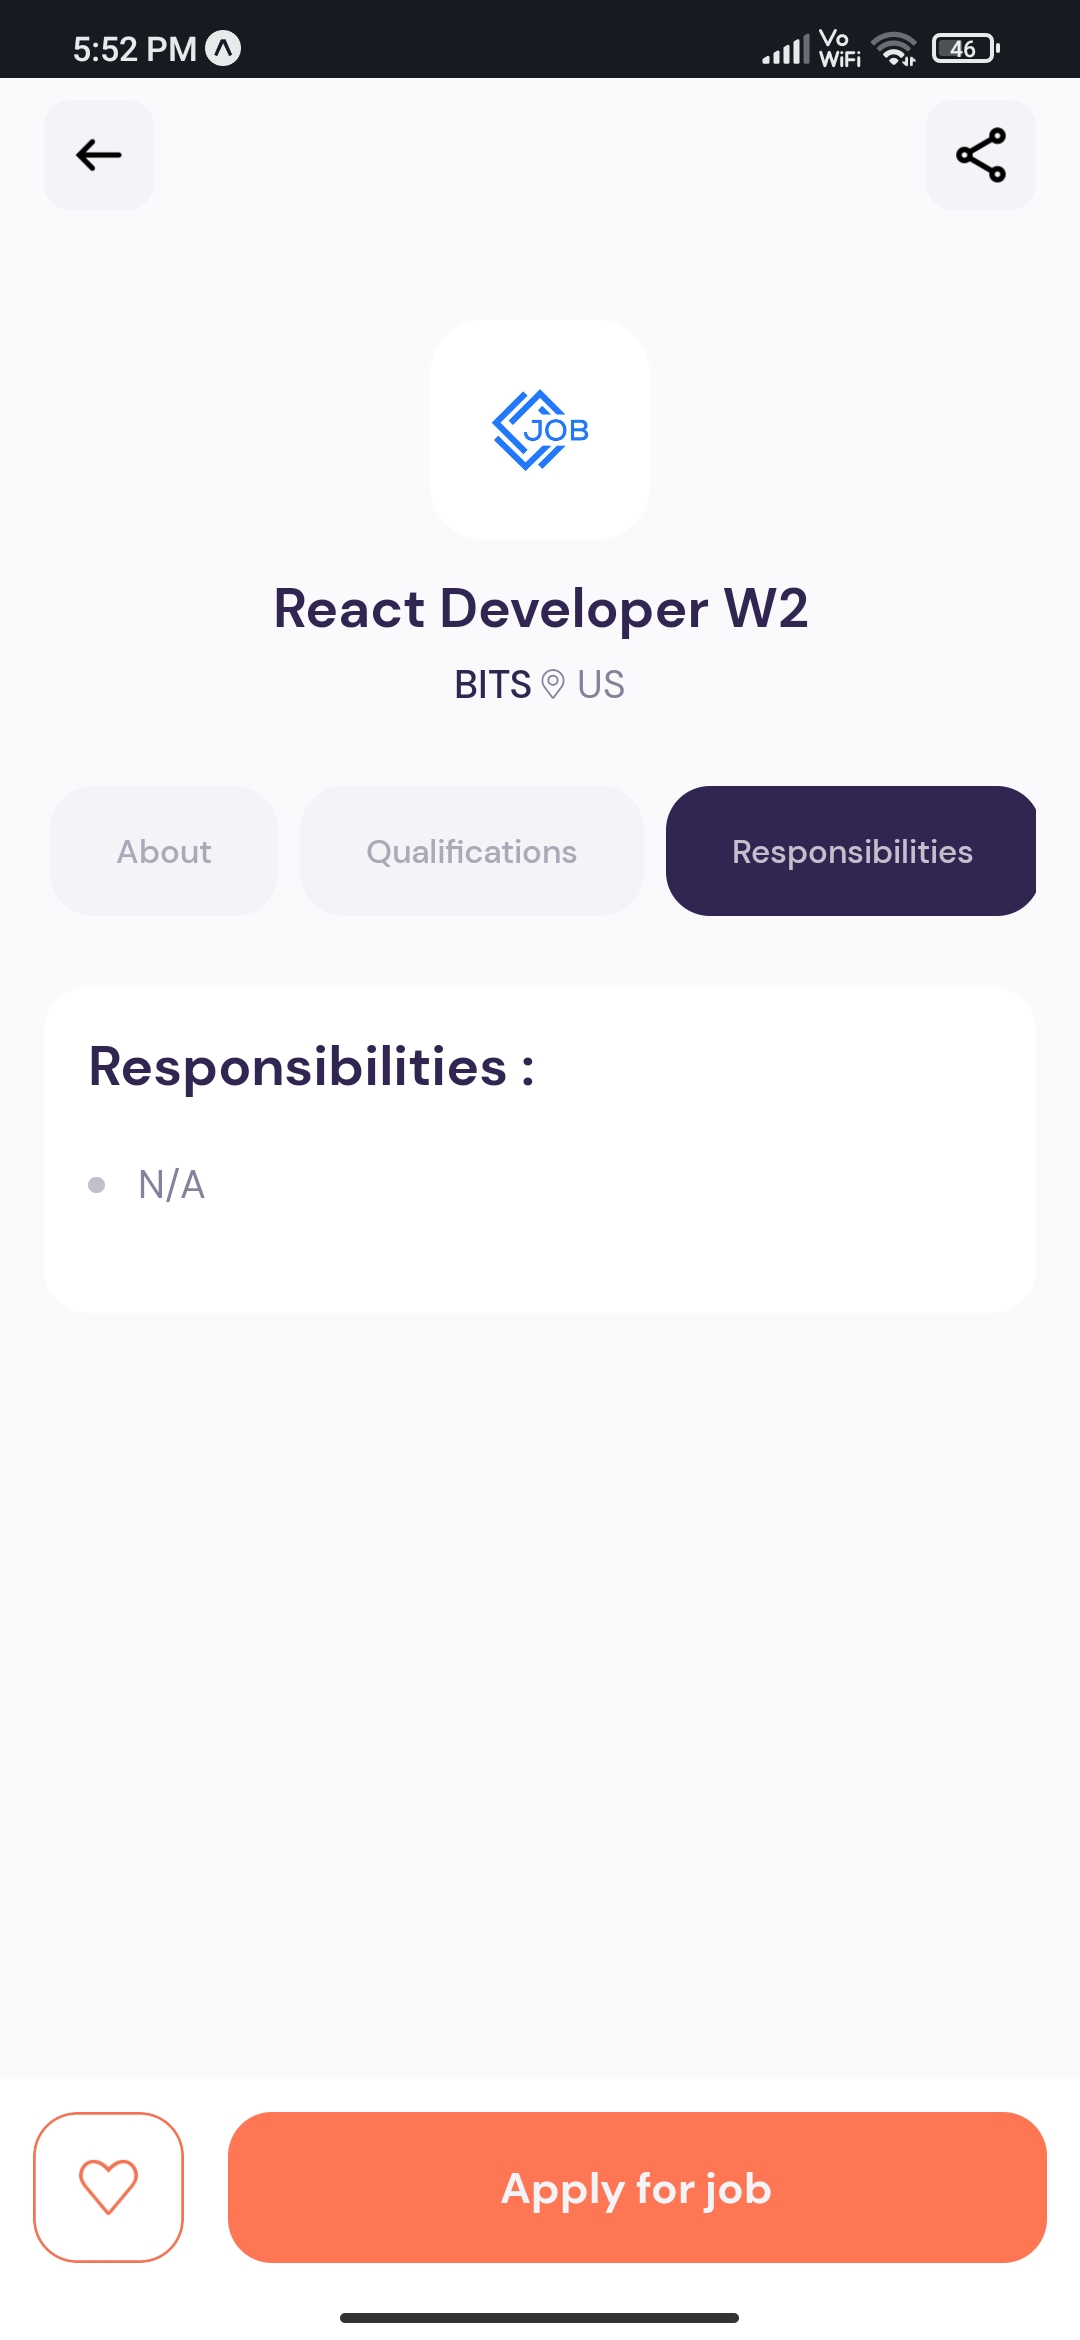 5:52 PM Vo WiFi 46
JOB
React Developer W2
BITS US
About Qualifications Responsibilities
Responsibilities :
N/A
Apply for job